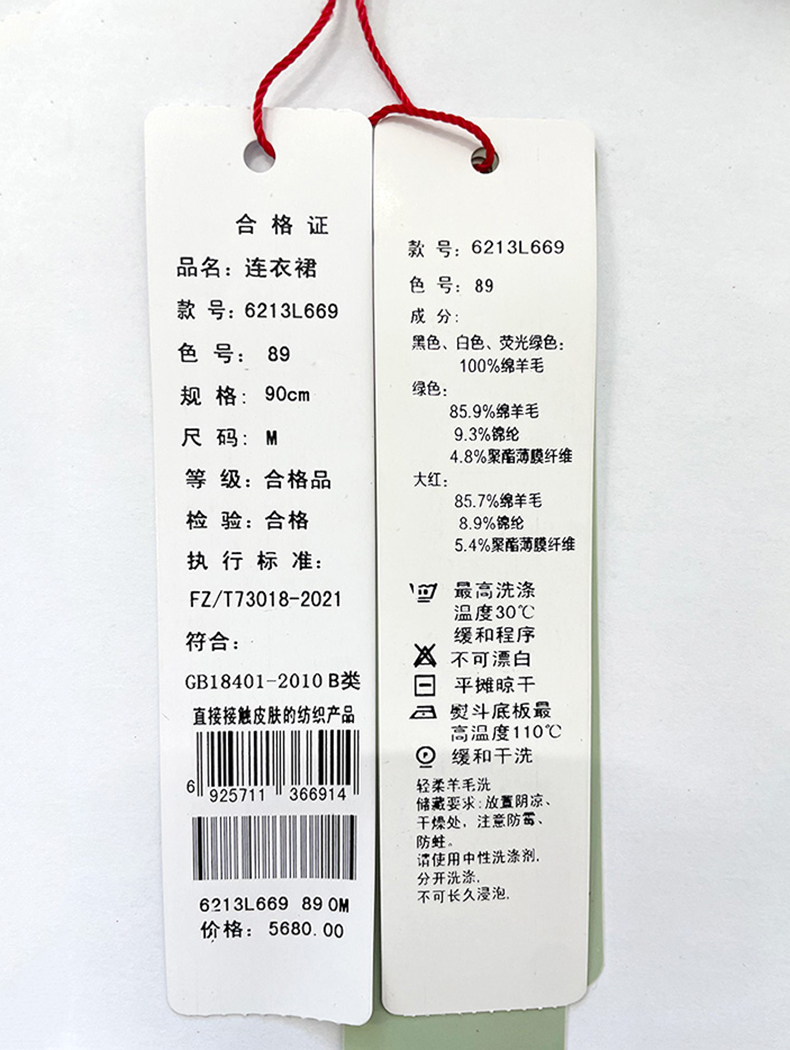 合格证
品名：连衣裙
款号：6213L669
色号：89
规格：90cm
尺码：M
等级：合格品
检验：合格
执行标准：
FZ/T73018-2021
符合：
GB18401-2010 B类
直接接触皮肤的纺织产品
6 925711 366914
6213L669 89 0M
价格：5680.00
款号：6213L669
色号：89
成分：
黑色、白色、荧光绿色：
100%绵羊毛
绿色：
85.9%绵羊毛
9.3%锦纶
4.8%聚酯薄膜纤维
大红：
85.7%绵羊毛
8.9%锦纶
5.4%聚酯薄膜纤维
最高洗涤
温度30℃
缓和程序
不可漂白
平摊晾干
熨斗底板最
高温度110℃
P 缓和干洗
轻柔羊毛洗
储藏要求：放置阴凉、
干燥处，注意防霉、
防蛀。
请使用中性洗涤剂，
分开洗涤，
不可长久浸泡，